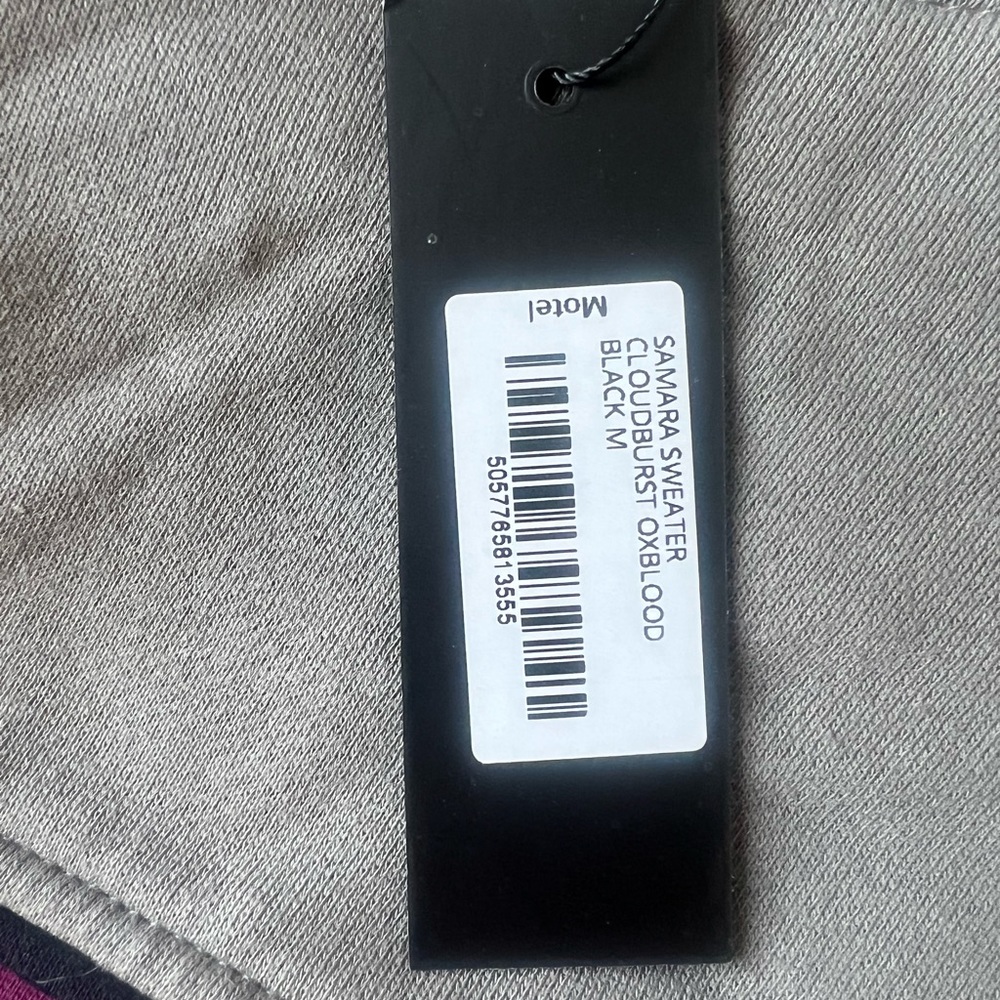 Motel
SAMARA SWEATER
CLOUDBURST OXBLOOD
BLACK M
5057765813555